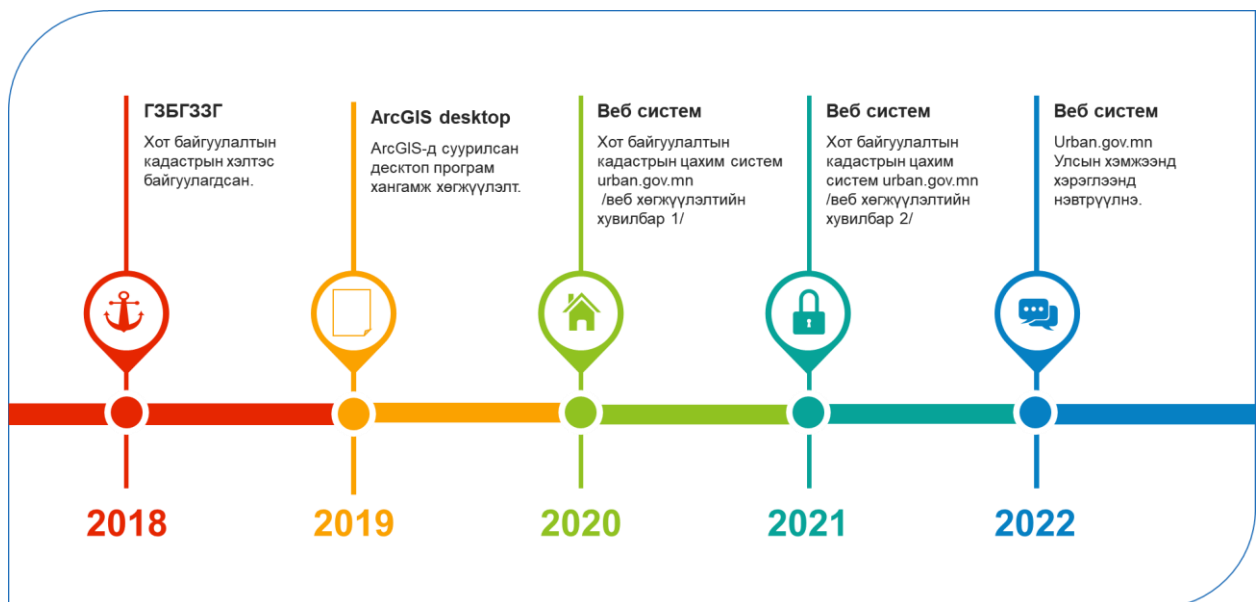 ГЗБГЗЗГ
Хот байгуулалтын
кадастрын хэлтэс
байгуулагдсан.
ArcGIS desktop
ArcGIS-д суурилсан
десктоп програм
хангамж хөгжүүлэлт.
Веб систем
Хот байгуулалтын
кадастрын цахим систем
urban.gov.mn
/веб хөгжүүлэлтийн
хувилбар 1/
Веб систем
Хот байгуулалтын
кадастрын цахим
систем urban.gov.mn
/веб хөгжүүлэлтийн
хувилбар 2/
Веб систем
Urban.gov.mn
Улсын хэмжээнд
хэрэглээнд
нэвтрүүлнэ.
2018
2019
2020
2021
2022